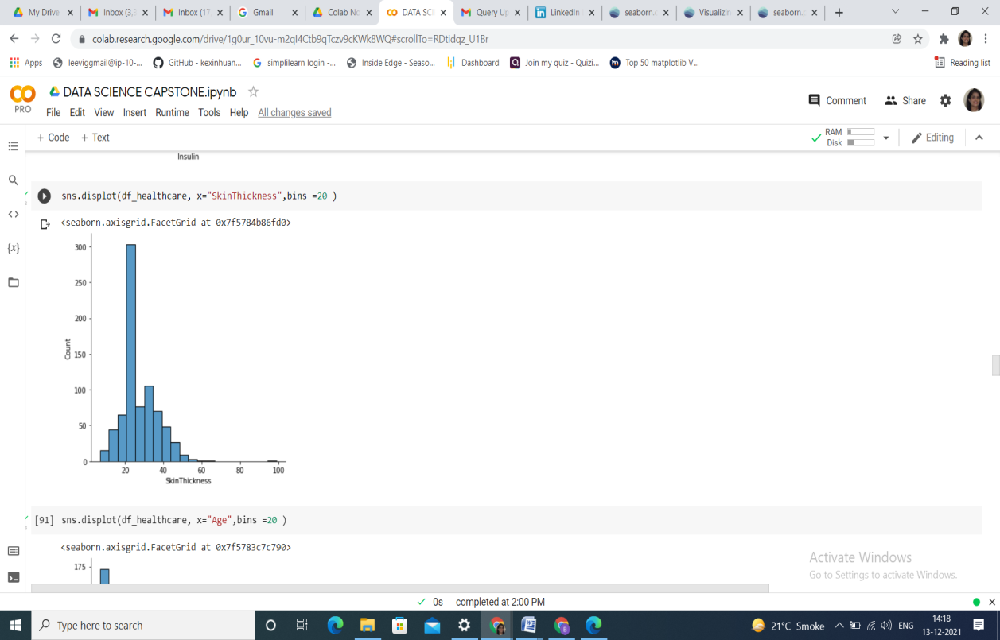 My Drive
Inbox (3,3
Inbox (17
Gmail
Colab No
DATA SCI
Query Up
LinkedIn
seaborn.
Visualizin
seaborn.
colab.research.google.com/drive/1g0ur_10vu-m2qI4Ctb9qTczv9cKWk8WQ#scrollTo=RDtidqz_U1Br
Apps
leeviggmail@ip-10-...
GitHub - kexinhuan...
simplilearn login -...
Inside Edge - Seaso...
Dashboard
Join my quiz - Quizi...
Top 50 matplotlib V...
Reading list
PRO
DATA SCIENCE CAPSTONE.ipynb
File Edit View Insert Runtime Tools Help All changes saved
Comment
Share
+ Code + Text
RAM
Disk
Editing
Insulin
sns.displot(df_healthcare, x="SkinThickness",bins =20 )
<seaborn.axisgrid.FacetGrid at 0x7f5784b86fd0>
300
250
200
150
100
50
0
Count
20 40 60 80 100
SkinThickness
[91] sns.displot(df_healthcare, x="Age",bins =20 )
<seaborn.axisgrid.FacetGrid at 0x7f5783c7c790>
175
Activate Windows
Go to Settings to activate Windows.
0s completed at 2:00 PM
Type here to search
21°C Smoke
ENG
14:18
13-12-2021